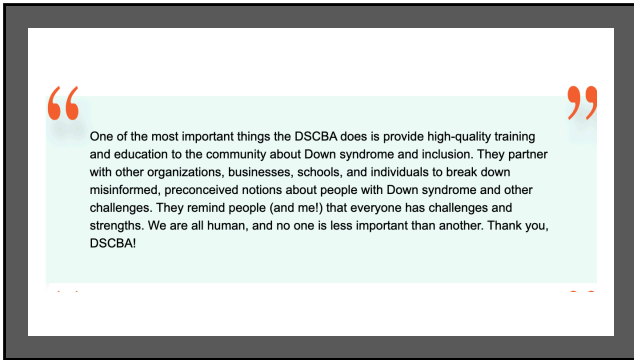 “ ”
One of the most important things the DSCBA does is provide high-quality training
and education to the community about Down syndrome and inclusion. They partner
with other organizations, businesses, schools, and individuals to break down
misinformed, preconceived notions about people with Down syndrome and other
challenges. They remind people (and me!) that everyone has challenges and
strengths. We are all human, and no one is less important than another. Thank you,
DSCBA!